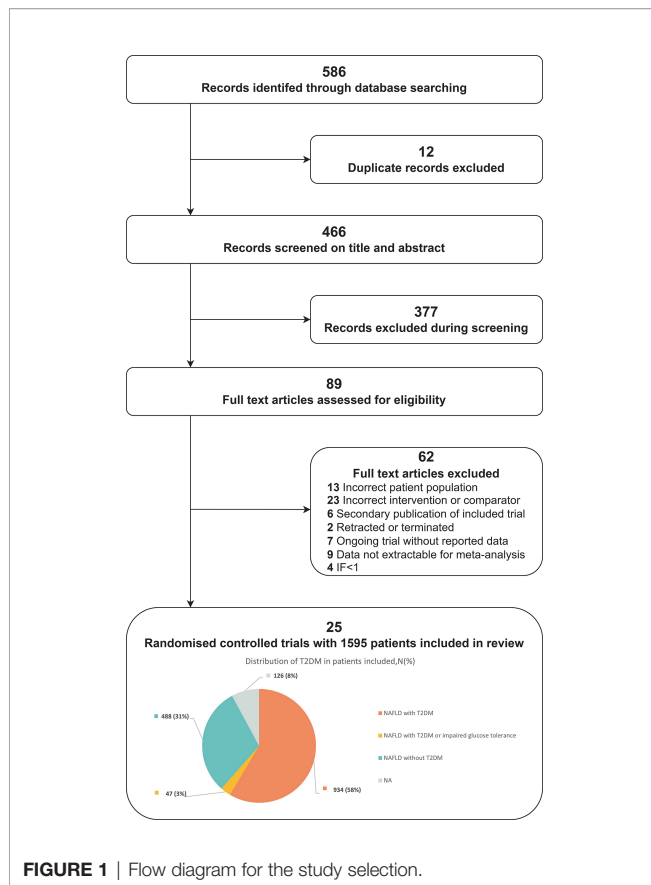 586
Records identifed through database searching
12
Duplicate records excluded
466
Records screened on title and abstract
377
Records excluded during screening
89
Full text articles assessed for eligibility
62
Full text articles excluded
13 Incorrect patient population
23 Incorrect intervention or comparator
6 Secondary publication of included trial
2 Retracted or terminated
7 Ongoing trial without reported data
9 Data not extractable for meta-analysis
4 IF<1
25
Randomised controlled trials with 1595 patients included in review
Distribution of T2DM in patients included,N(%)
126 (8%)
488 (31%)
47 (3%)
934 (58%)
NAFLD with T2DM
NAFLD with T2DM or impaired glucose tolerance
NAFLD without T2DM
NA
FIGURE 1 | Flow diagram for the study selection.